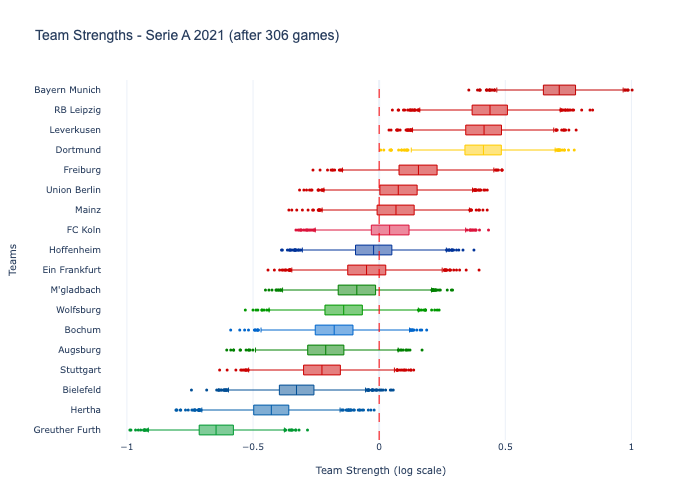 Team Strengths - Serie A 2021 (after 306 games)
Bayern Munich
RB Leipzig
Leverkusen
Dortmund
Freiburg
Union Berlin
Mainz
FC Koln
Hoffenheim
Ein Frankfurt
M'gladbach
Wolfsburg
Bochum
Augsburg
Stuttgart
Bielefeld
Hertha
Greuther Furth
Teams
−1 −0.5 0 0.5 1
Team Strength (log scale)